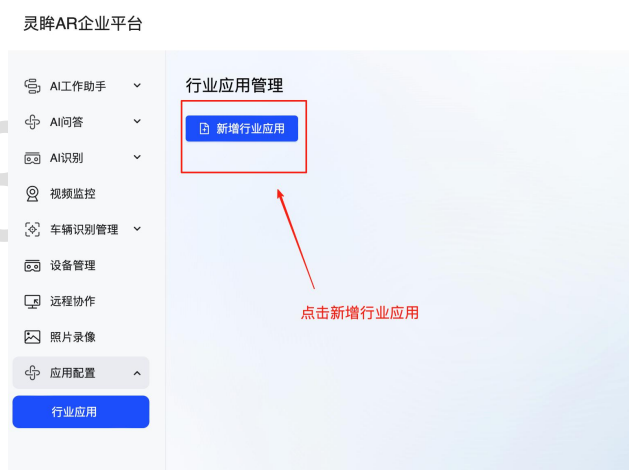 灵眸AR企业平台
AI工作助手
AI问答
AI识别
视频监控
车辆识别管理
设备管理
远程协作
照片录像
应用配置
行业应用
行业应用管理
新增行业应用
点击新增行业应用